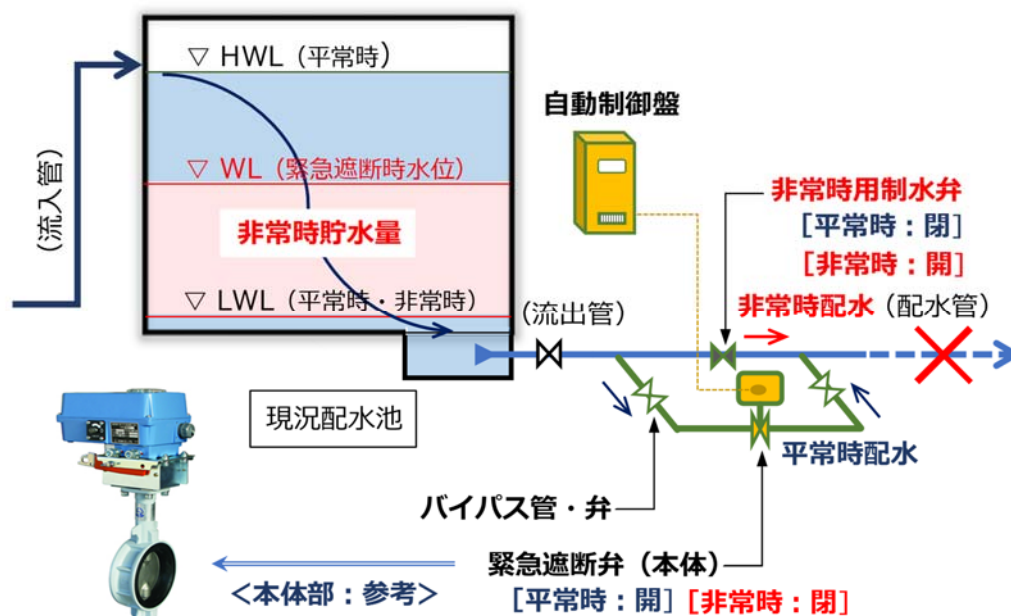 ▽ HWL（平常時）
自動制御盤
(流入管)
▽ WL（緊急遮断時水位）
非常時貯水量
非常時用制水弁
［平常時：閉］
［非常時：開］
▽ LWL（平常時・非常時）
(流出管)
非常時配水（配水管）
現況配水池
平常時配水
バイパス管・弁
緊急遮断弁（本体）
＜本体部：参考＞
［平常時：開］［非常時：閉］